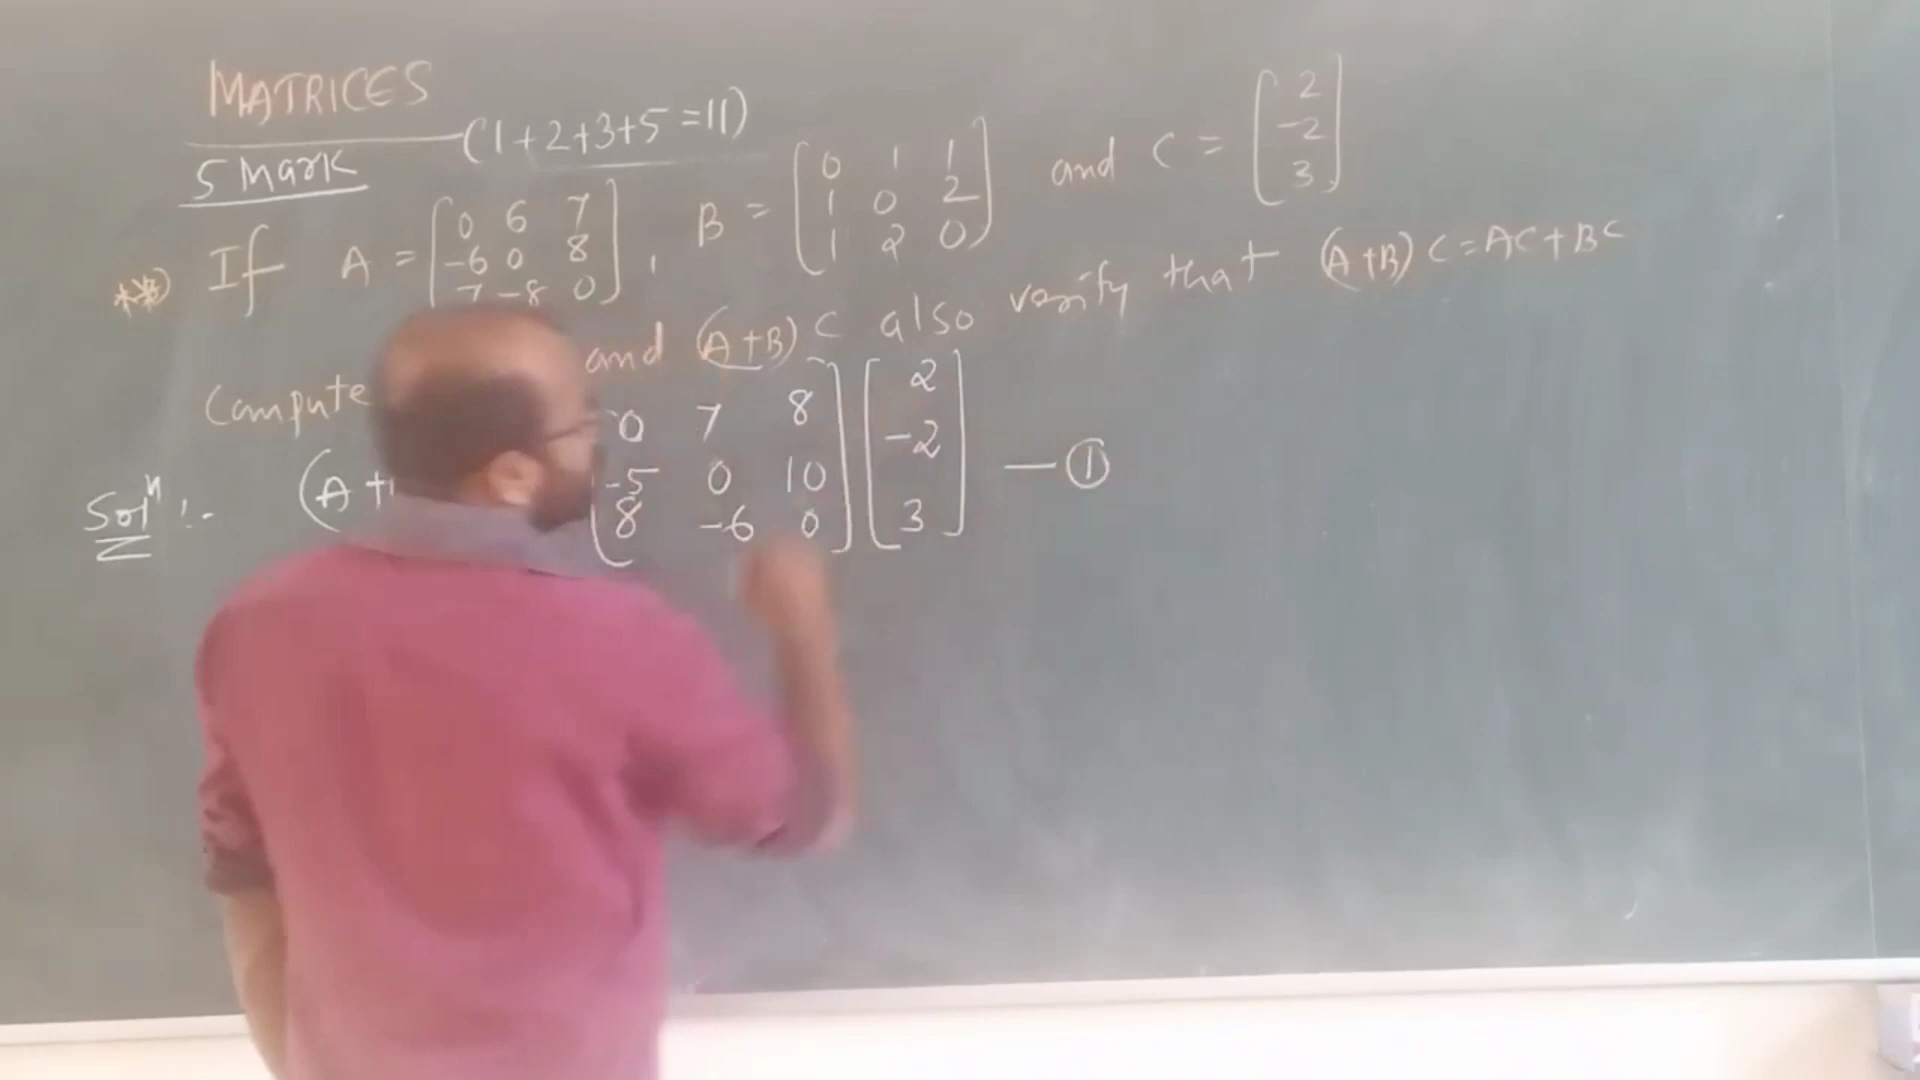 MATRICES
5 Mark (1+2+3+5=11)
**) If A = [0 6 7; -6 0 8; 7 -8 0], B = [0 1 1; 1 0 2; 1 2 0] and C = [2; -2; 3]
Compute and (A+B)C also verify that (A+B)C=AC+BC
Solⁿ :- (A+ [0 7 8; -5 0 10; 8 -6 0] [2; -2; 3] — ①